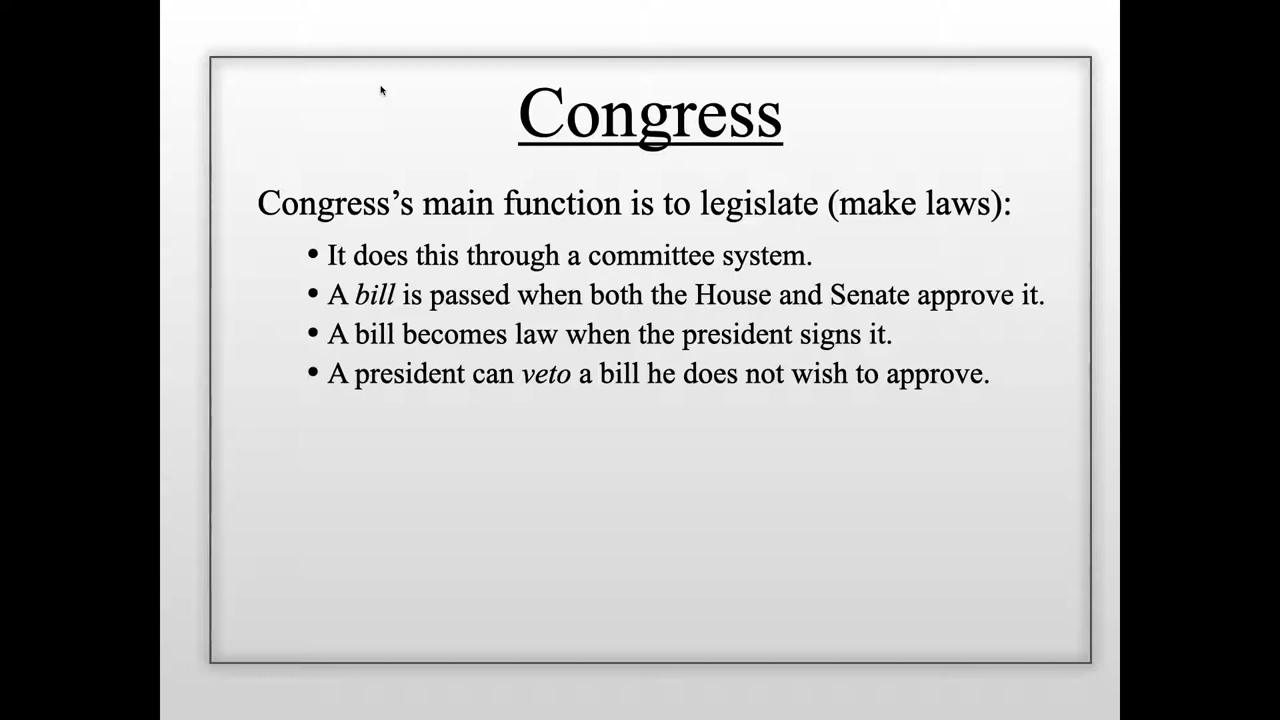 Congress
Congress’s main function is to legislate (make laws):
• It does this through a committee system.
• A bill is passed when both the House and Senate approve it.
• A bill becomes law when the president signs it.
• A president can veto a bill he does not wish to approve.